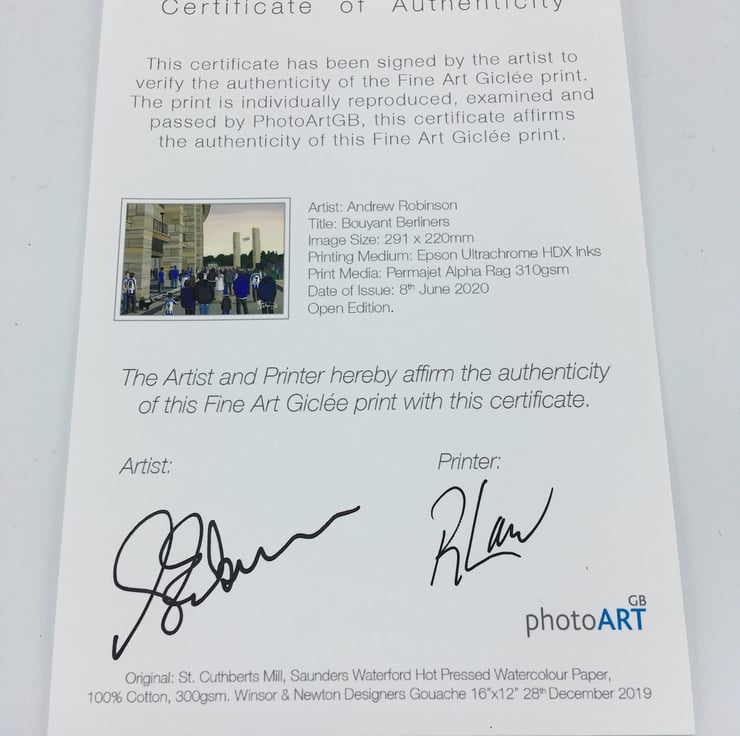 Certificate of Authenticity
This certificate has been signed by the artist to
verify the authenticity of the Fine Art Giclée print.
The print is individually reproduced, examined and
passed by PhotoArtGB, this certificate affirms
the authenticity of this Fine Art Giclée print.
Artist: Andrew Robinson
Title: Bouyant Berliners
Image Size: 291 x 220mm
Printing Medium: Epson Ultrachrome HDX Inks
Print Media: Permajet Alpha Rag 310gsm
Date of Issue: 8th June 2020
Open Edition.
The Artist and Printer hereby affirm the authenticity
of this Fine Art Giclée print with this certificate.
Artist:
Printer:
R Law
GB
photoART
Original: St. Cuthberts Mill, Saunders Waterford Hot Pressed Watercolour Paper,
100% Cotton, 300gsm. Winsor & Newton Designers Gouache 16"x12" 28th December 2019